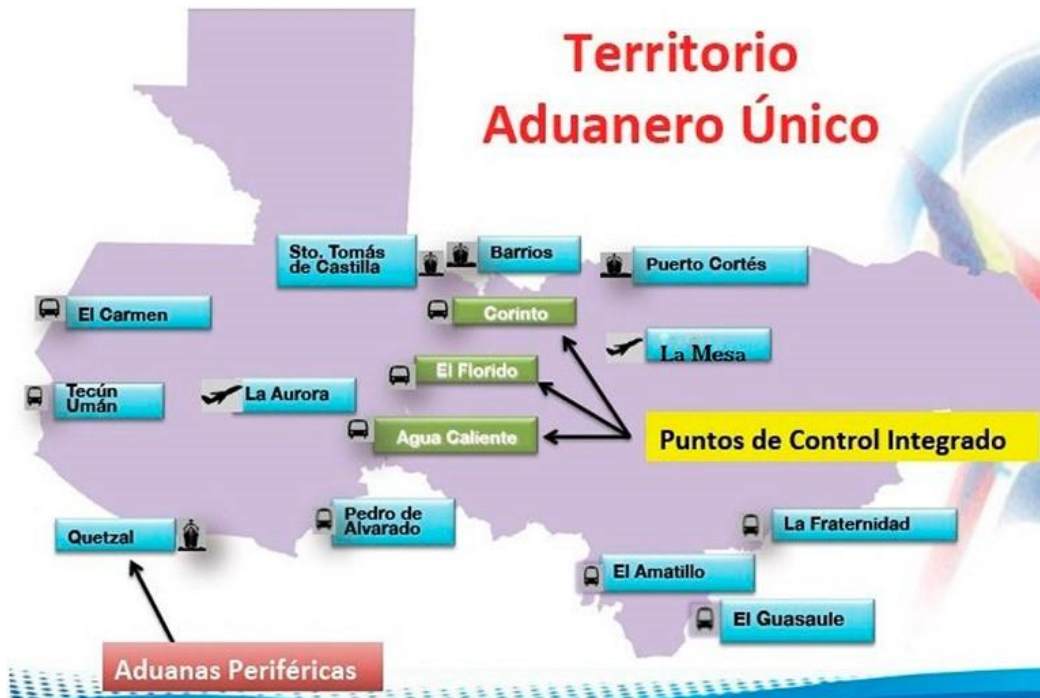 Territorio
Aduanero Único
Sto. Tomás
de Castilla
Barrios
Puerto Cortés
El Carmen
Corinto
La Mesa
El Florido
Tecún
Umán
La Aurora
Agua Caliente
Puntos de Control Integrado
Pedro de
Alvarado
La Fraternidad
Quetzal
El Amatillo
El Guasaule
Aduanas Periféricas